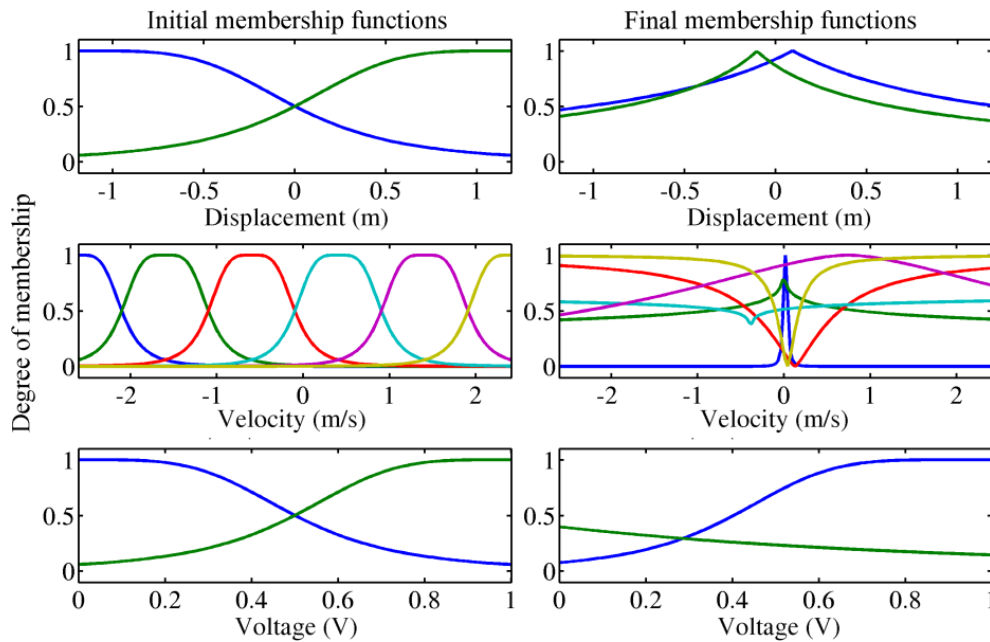 Initial membership functions
Final membership functions
Degree of membership
1
0.5
0
-1 -0.5 0 0.5 1
Displacement (m)
1
0.5
0
-1 -0.5 0 0.5 1
Displacement (m)
1
0.5
0
-2 -1 0 1 2
Velocity (m/s)
1
0.5
0
-2 -1 0 1 2
Velocity (m/s)
1
0.5
0
0 0.2 0.4 0.6 0.8 1
Voltage (V)
1
0.5
0
0 0.2 0.4 0.6 0.8 1
Voltage (V)